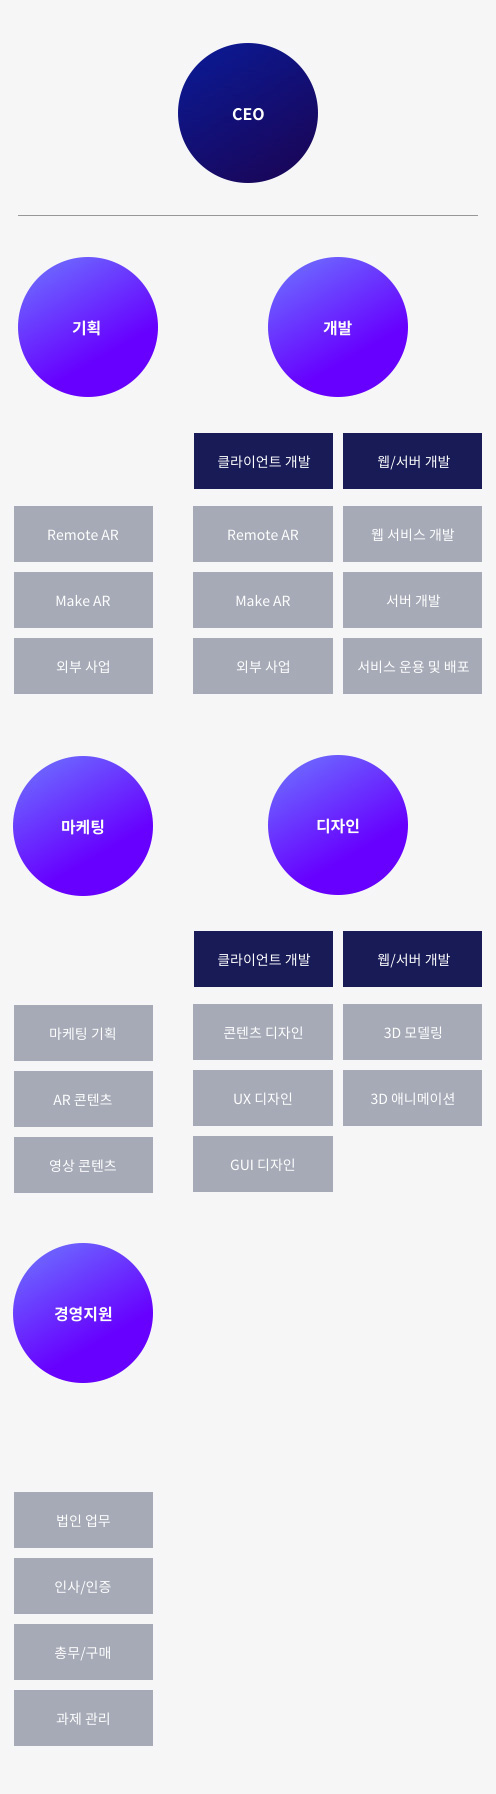 CEO
기획
개발
클라이언트 개발
웹/서버 개발
Remote AR
Remote AR
웹 서비스 개발
Make AR
Make AR
서버 개발
외부 사업
외부 사업
서비스 운용 및 배포
마케팅
디자인
클라이언트 개발
웹/서버 개발
마케팅 기획
콘텐츠 디자인
3D 모델링
AR 콘텐츠
UX 디자인
3D 애니메이션
영상 콘텐츠
GUI 디자인
경영지원
법인 업무
인사/인증
총무/구매
과제 관리